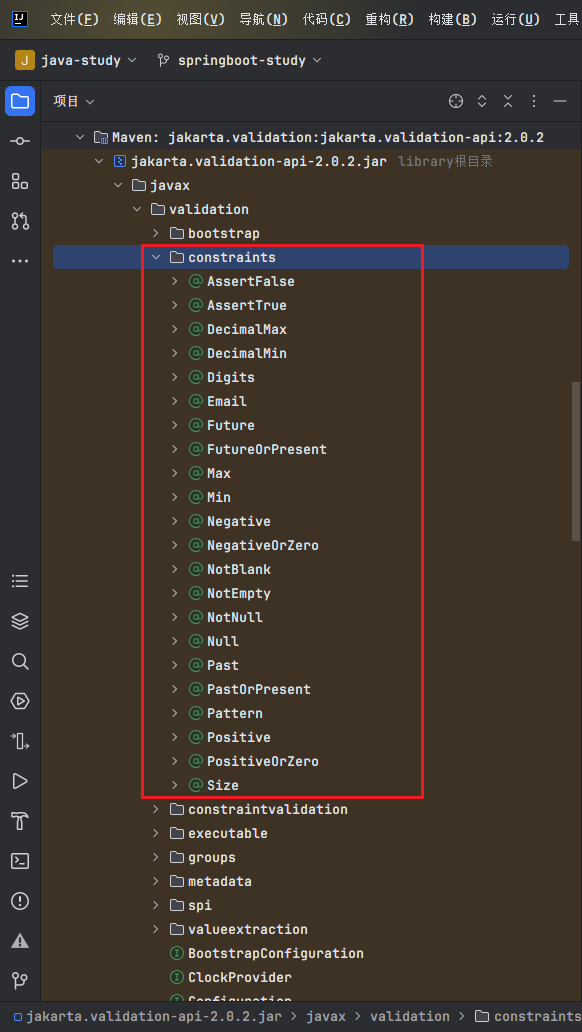 文件(F) 编辑(E) 视图(V) 导航(N) 代码(C) 重构(R) 构建(B) 运行(U) 工具
J java-study springboot-study
项目
Maven: jakarta.validation:jakarta.validation-api:2.0.2
jakarta.validation-api-2.0.2.jar library根目录
javax
validation
bootstrap
constraints
AssertFalse
AssertTrue
DecimalMax
DecimalMin
Digits
Email
Future
FutureOrPresent
Max
Min
Negative
NegativeOrZero
NotBlank
NotEmpty
NotNull
Null
Past
PastOrPresent
Pattern
Positive
PositiveOrZero
Size
constraintvalidation
executable
groups
metadata
spi
valueextraction
BootstrapConfiguration
ClockProvider
Configuration
jakarta.validation-api-2.0.2.jar > javax > validation > constraints